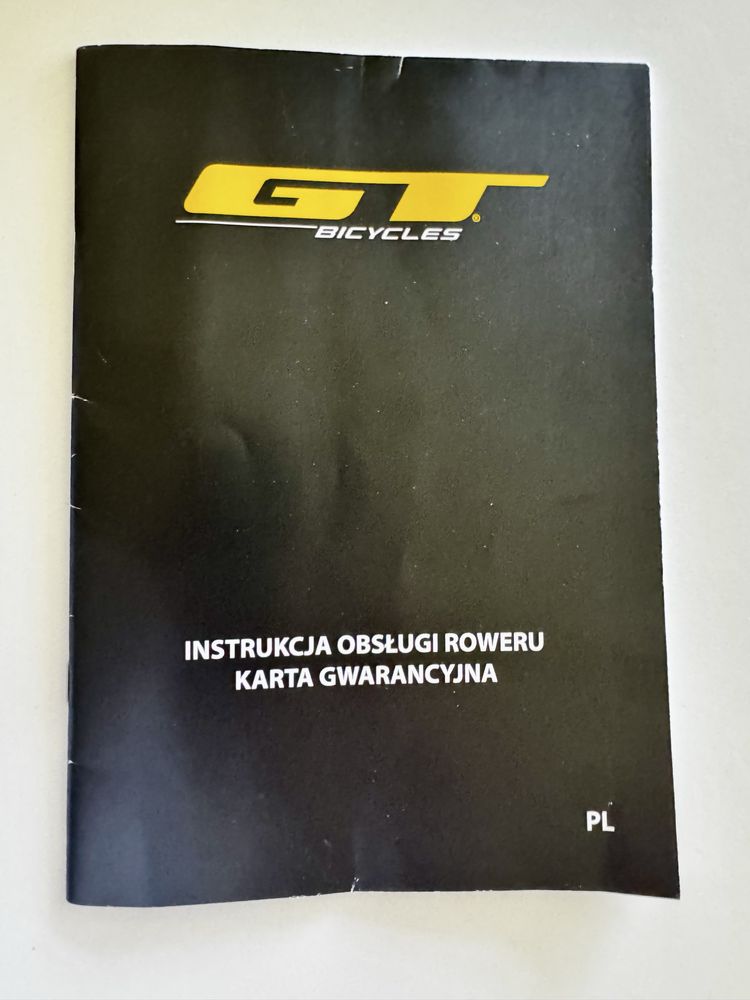 GT®
BICYCLES
INSTRUKCJA OBSŁUGI ROWERU
KARTA GWARANCYJNA
PL